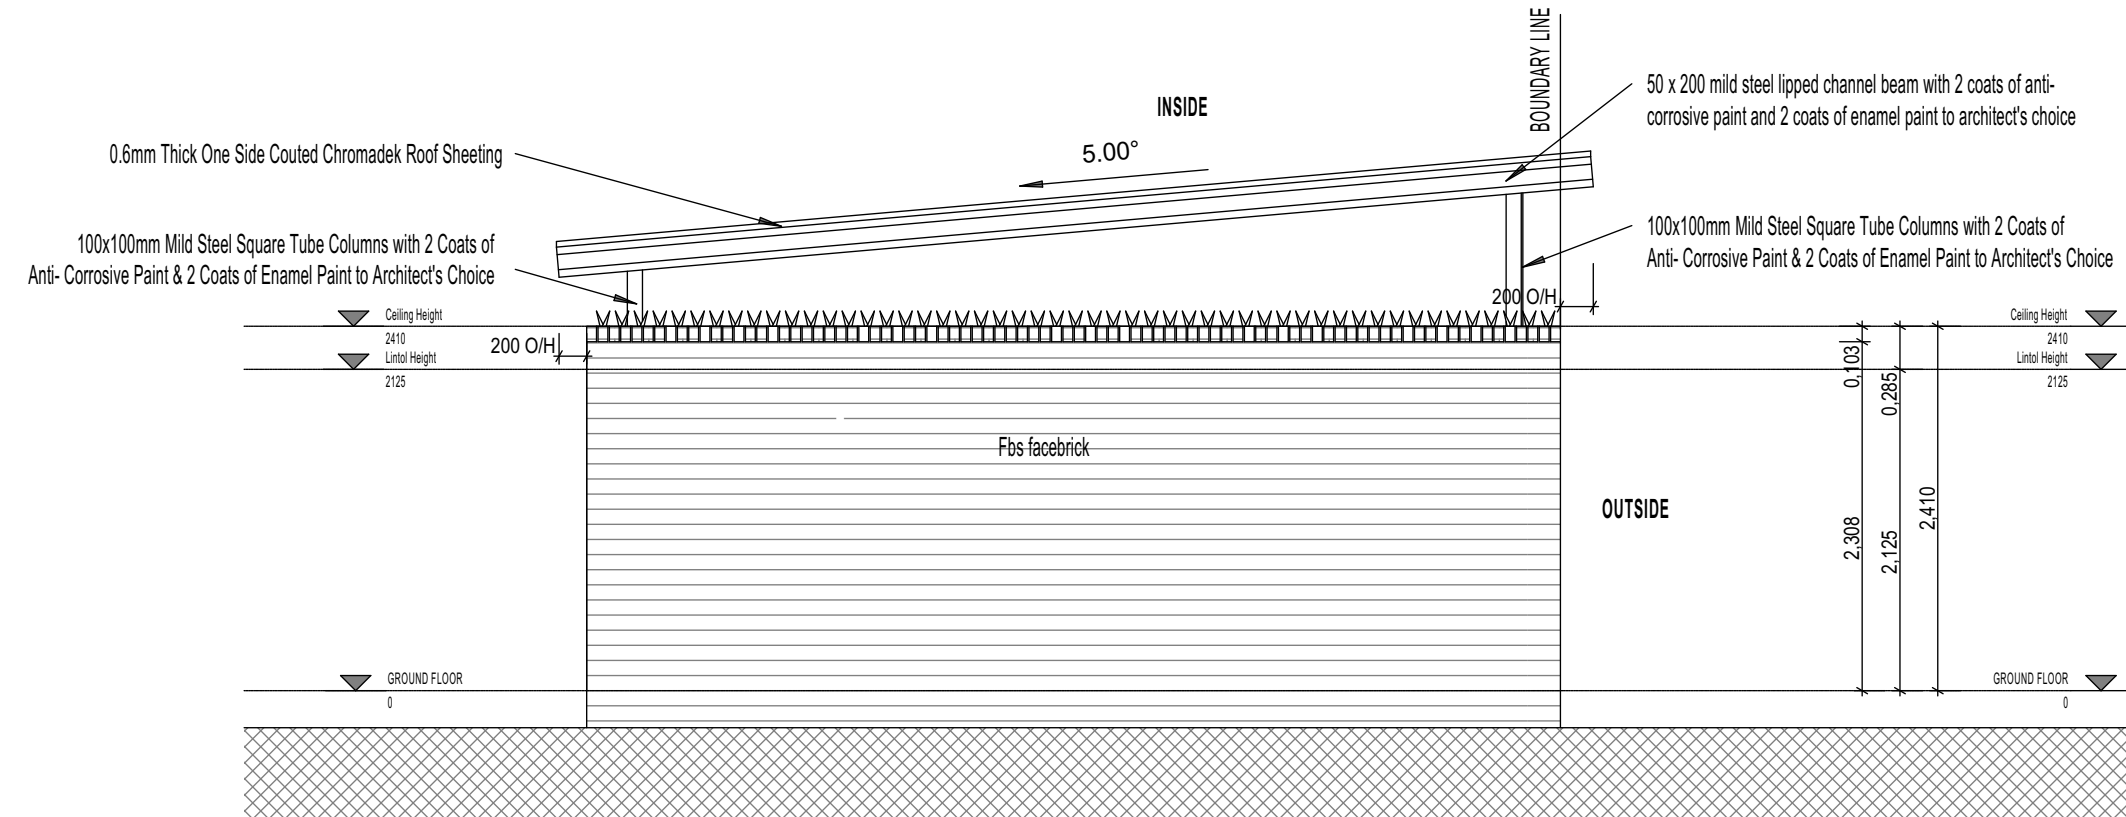 BOUNDARY LINE
INSIDE
50 x 200 mild steel lipped channel beam with 2 coats of anti-
corrosive paint and 2 coats of enamel paint to architect's choice
0.6mm Thick One Side Couted Chromadek Roof Sheeting
5.00°
100x100mm Mild Steel Square Tube Columns with 2 Coats of
Anti- Corrosive Paint & 2 Coats of Enamel Paint to Architect's Choice
100x100mm Mild Steel Square Tube Columns with 2 Coats of
Anti- Corrosive Paint & 2 Coats of Enamel Paint to Architect's Choice
200 O/H
Ceiling Height
2410
Lintol Height
2125
200 O/H
Ceiling Height
2410
Lintol Height
2125
0,103
0,285
Fbs facebrick
OUTSIDE
2,308
2,125
2,410
GROUND FLOOR
0
GROUND FLOOR
0